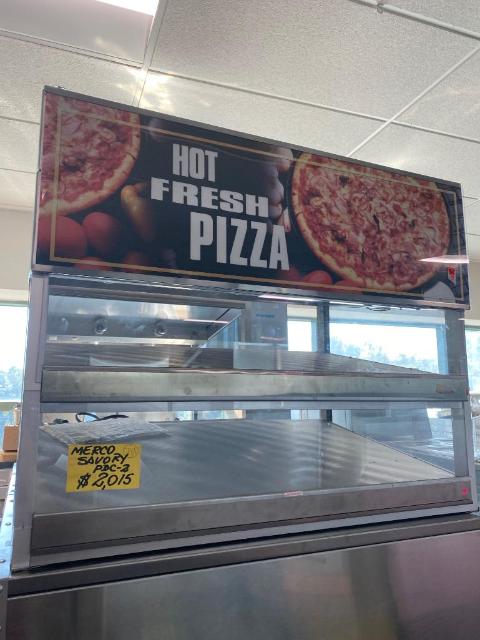 HOT
FRESH
PIZZA
MERCO
SAVORY
PDC-2
$2,015